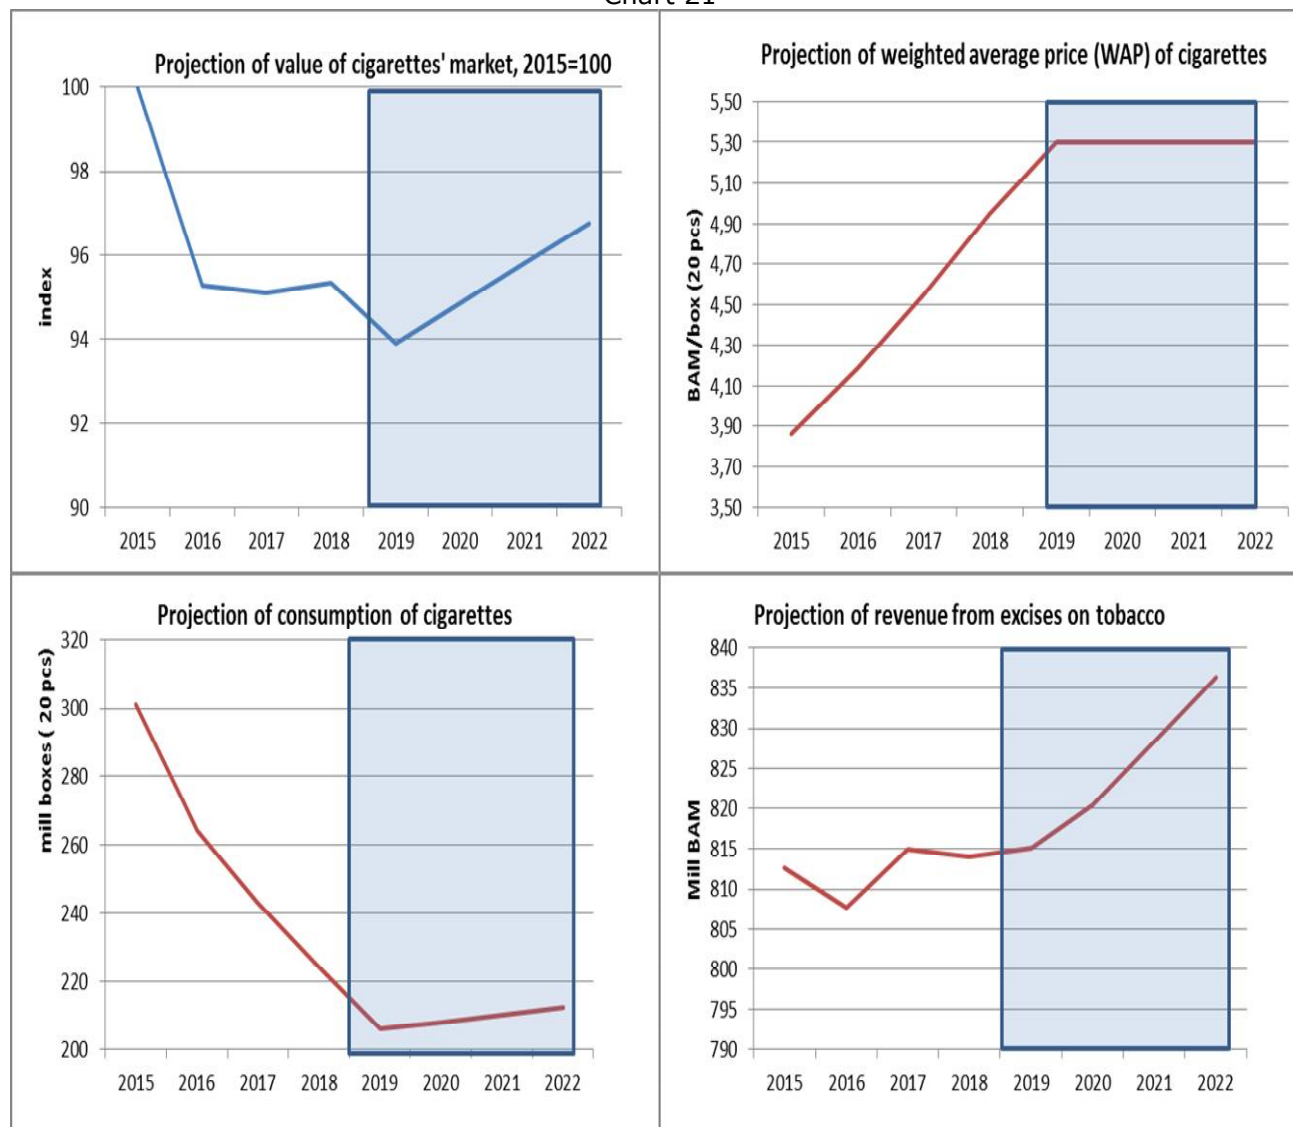 Chart 21
Projection of value of cigarettes' market, 2015=100
index
100
98
96
94
92
90
2015 2016 2017 2018 2019 2020 2021 2022
Projection of weighted average price (WAP) of cigarettes
BAM/box (20 pcs)
5,50
5,30
5,10
4,90
4,70
4,50
4,30
4,10
3,90
3,70
3,50
2015 2016 2017 2018 2019 2020 2021 2022
Projection of consumption of cigarettes
mill boxes ( 20 pcs)
320
300
280
260
240
220
200
2015 2016 2017 2018 2019 2020 2021 2022
Projection of revenue from excises on tobacco
Mill BAM
840
835
830
825
820
815
810
805
800
795
790
2015 2016 2017 2018 2019 2020 2021 2022